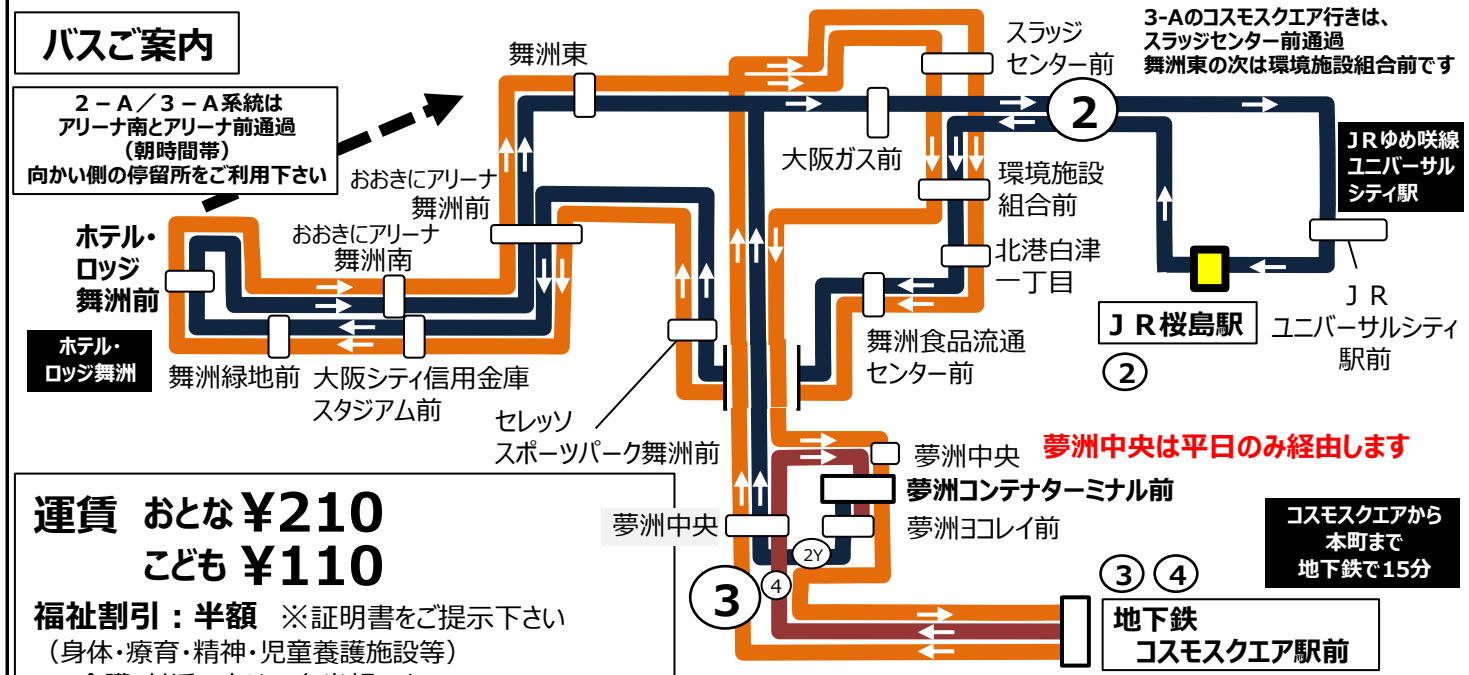 バスご案内
２－Ａ／３－Ａ系統は
アリーナ南とアリーナ前通過
（朝時間帯）
向かい側の停留所をご利用下さい
舞洲東
スラッジ
センター前
3-Aのコスモスクエア行きは、
スラッジセンター前通過
舞洲東の次は環境施設組合前です
②
大阪ガス前
ＪＲゆめ咲線
ユニバーサル
シティ駅
環境施設
組合前
おおきにアリーナ
舞洲前
おおきにアリーナ
舞洲南
ホテル・
ロッジ
舞洲前
北港白津
一丁目
ＪＲ桜島駅
②
ＪＲ
ユニバーサルシティ
駅前
ホテル・
ロッジ舞洲
舞洲緑地前
大阪シティ信用金庫
スタジアム前
舞洲食品流通
センター前
セレッソ
スポーツパーク舞洲前
夢洲中央
夢洲中央は平日のみ経由します
夢洲コンテナターミナル前
夢洲中央
夢洲ヨコレイ前
2Y
④
③
コスモスクエアから
本町まで
地下鉄で15分
③ ④
地下鉄
コスモスクエア駅前
運賃 おとな ¥210
こども ¥110
福祉割引：半額 ※証明書をご提示下さい
（身体・療育・精神・児童養護施設等）